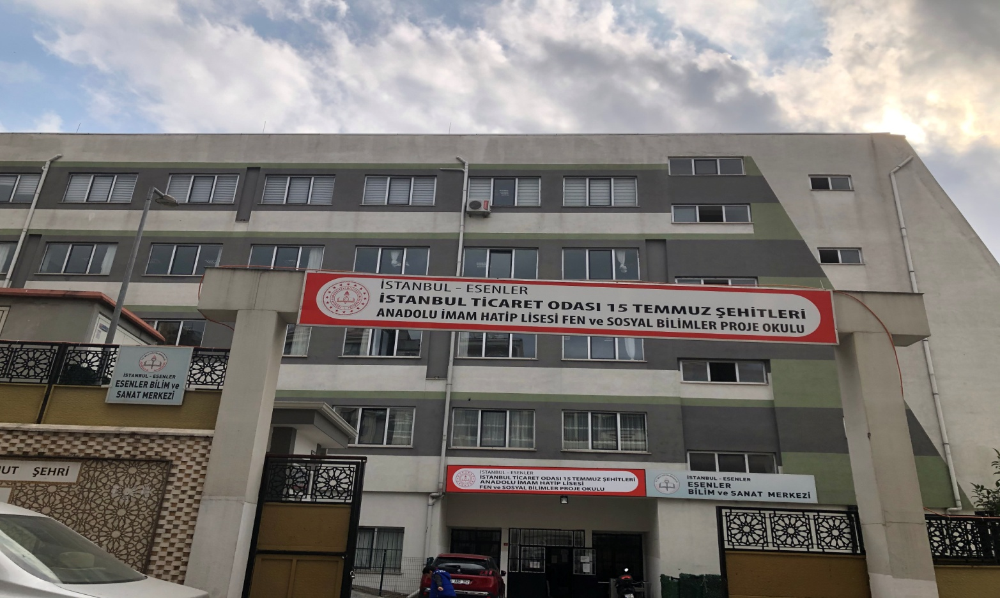 İSTANBUL – ESENLER
İSTANBUL TİCARET ODASI 15 TEMMUZ ŞEHİTLERİ
ANADOLU İMAM HATİP LİSESİ FEN ve SOSYAL BİLİMLER PROJE OKULU
İSTANBUL - ESENLER
ESENLER BİLİM ve
SANAT MERKEZİ
ŞEHRİ
İSTANBUL - ESENLER
İSTANBUL TİCARET ODASI 15 TEMMUZ ŞEHİTLERİ
ANADOLU İMAM HATİP LİSESİ
FEN ve SOSYAL BİLİMLER PROJE OKULU
İSTANBUL - ESENLER
ESENLER
BİLİM ve SANAT MERKEZİ